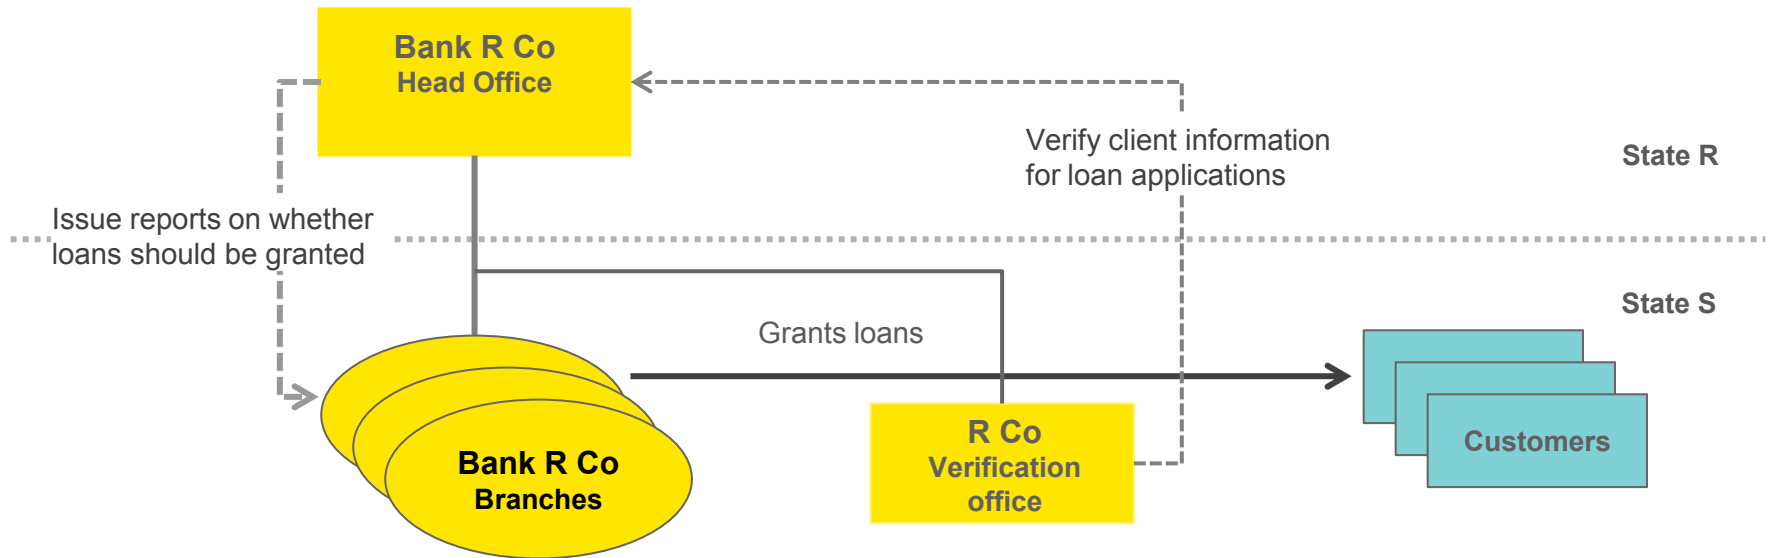 Bank R Co
Head Office
Verify client information
for loan applications
State R
Issue reports on whether
loans should be granted
State S
Grants loans
R Co
Verification
office
Customers
Bank R Co
Branches